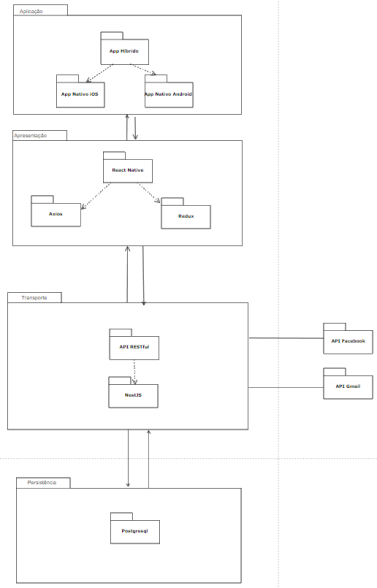 Aplicação
App Híbrido
App Nativo iOS
App Nativo Android
Apresentação
React Native
Axios
Redux
Transporte
API RESTful
API Facebook
NestJS
API Gmail
Persistência
Postgresql